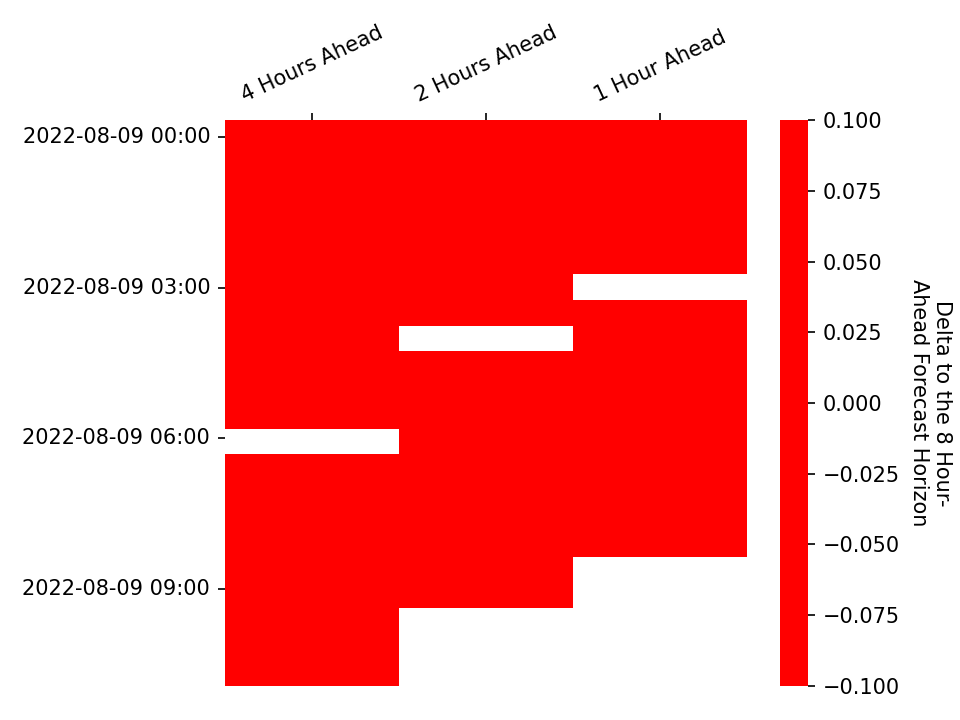 4 Hours Ahead
2 Hours Ahead
1 Hour Ahead
2022-08-09 00:00
2022-08-09 03:00
2022-08-09 06:00
2022-08-09 09:00
0.100
0.075
0.050
0.025
0.000
−0.025
−0.050
−0.075
−0.100
Delta to the 8 Hour-
Ahead Forecast Horizon